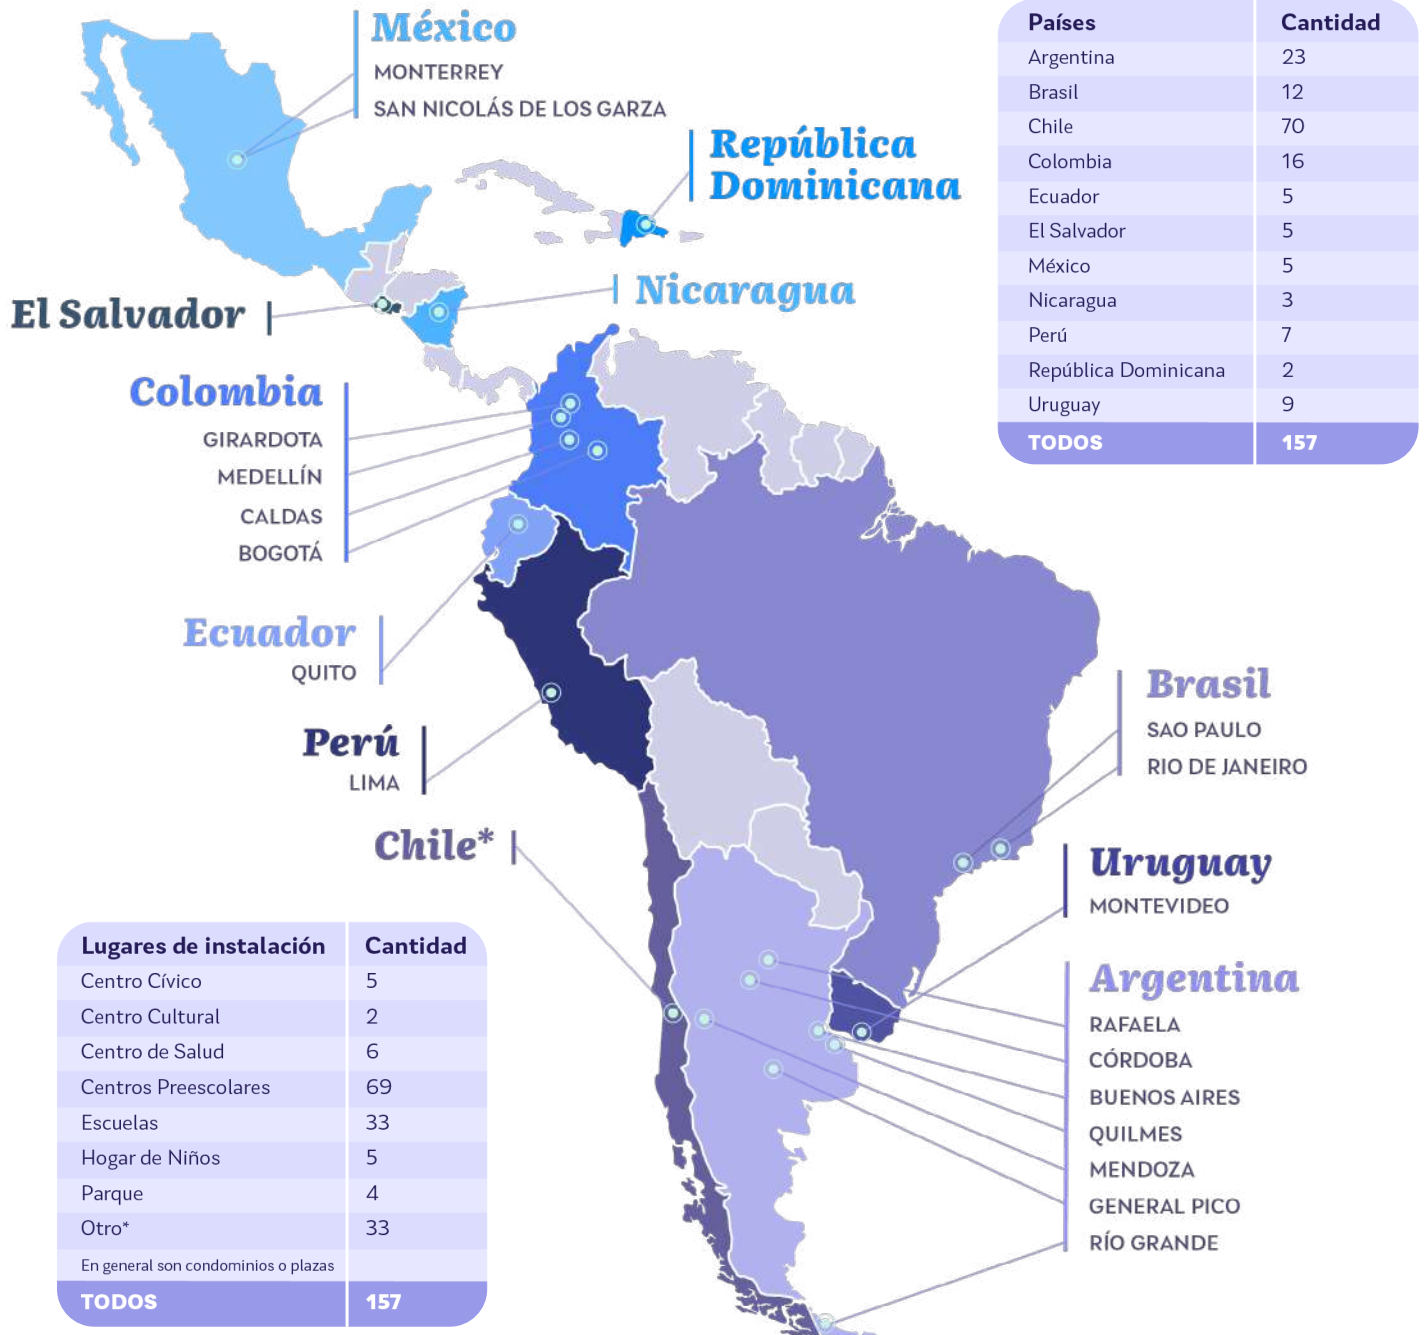 México
MONTERREY
SAN NICOLÁS DE LOS GARZA
República
Dominicana
Nicaragua
El Salvador
Colombia
GIRARDOTA
MEDELLÍN
CALDAS
BOGOTÁ
Ecuador
QUITO
Perú
LIMA
Chile*
Brasil
SAO PAULO
RIO DE JANEIRO
Uruguay
MONTEVIDEO
Argentina
RAFAELA
CÓRDOBA
BUENOS AIRES
QUILMES
MENDOZA
GENERAL PICO
RÍO GRANDE
Países Cantidad
Argentina 23
Brasil 12
Chile 70
Colombia 16
Ecuador 5
El Salvador 5
México 5
Nicaragua 3
Perú 7
República Dominicana 2
Uruguay 9
TODOS 157
Lugares de instalación Cantidad
Centro Cívico 5
Centro Cultural 2
Centro de Salud 6
Centros Preescolares 69
Escuelas 33
Hogar de Niños 5
Parque 4
Otro* 33
En general son condominios o plazas
TODOS 157